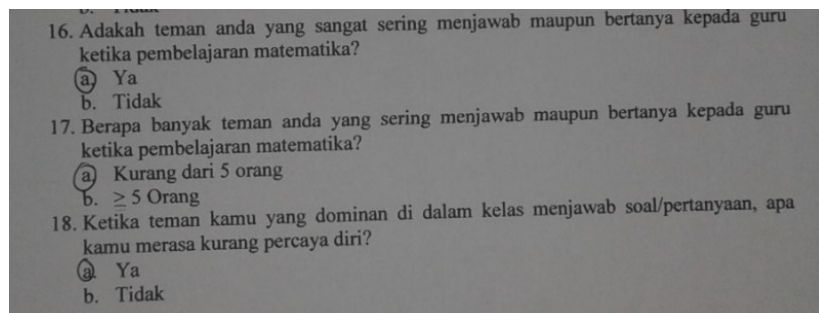 16. Adakah teman anda yang sangat sering menjawab maupun bertanya kepada guru
ketika pembelajaran matematika?
a. Ya
b. Tidak
17. Berapa banyak teman anda yang sering menjawab maupun bertanya kepada guru
ketika pembelajaran matematika?
a. Kurang dari 5 orang
b. ≥ 5 Orang
18. Ketika teman kamu yang dominan di dalam kelas menjawab soal/pertanyaan, apa
kamu merasa kurang percaya diri?
a. Ya
b. Tidak